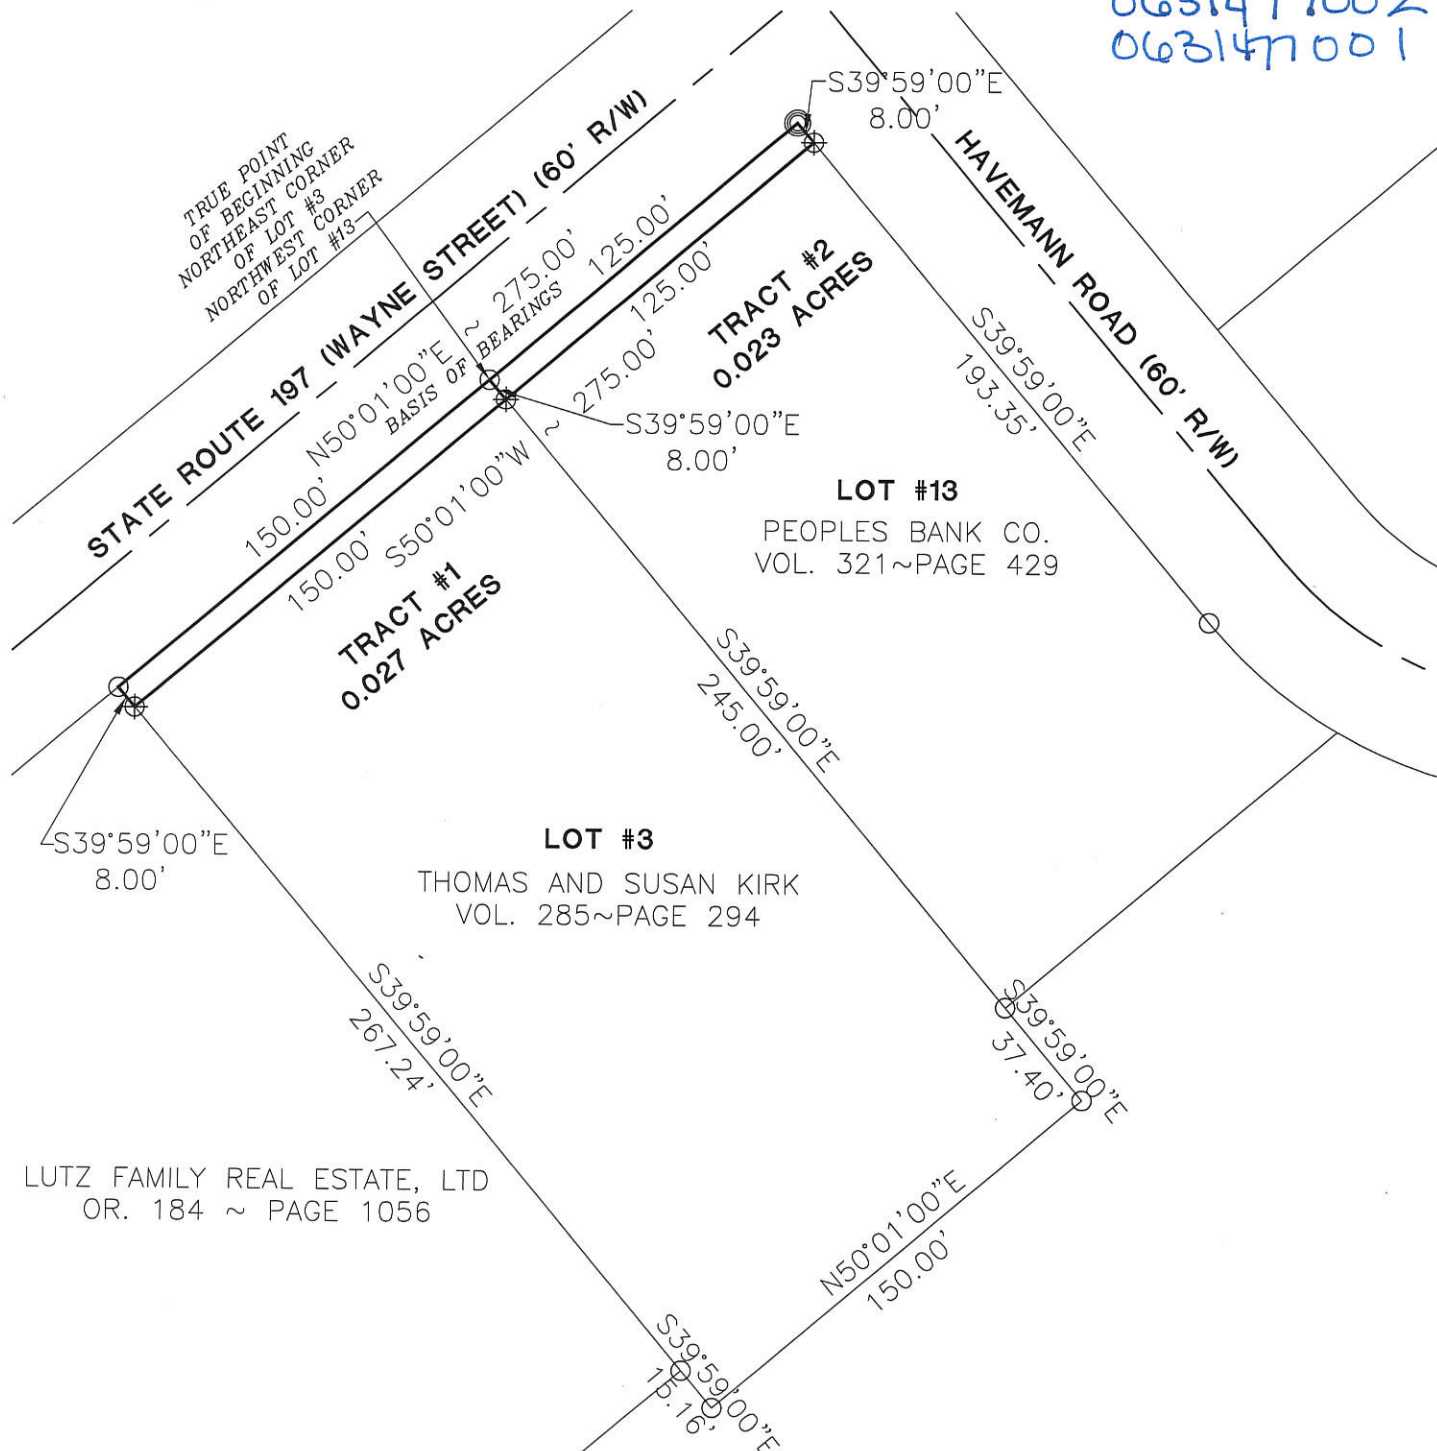 0631477002
0631477001
S39°59'00"E
8.00'
TRUE POINT
OF BEGINNING
NORTHEAST CORNER
OF LOT #3
NORTHWEST CORNER
OF LOT #13
STATE ROUTE 197 (WAYNE STREET) (60' R/W)
HAVEMANN ROAD (60' R/W)
N50°01'00"E ~ 275.00'
BASIS OF BEARINGS
125.00'
125.00'
TRACT #2
0.023 ACRES
S39°59'00"E
193.35'
S39°59'00"E
8.00'
150.00'
150.00'
S50°01'00"W ~ 275.00'
TRACT #1
0.027 ACRES
LOT #13
PEOPLES BANK CO.
VOL. 321~PAGE 429
S39°59'00"E
245.00'
S39°59'00"E
8.00'
LOT #3
THOMAS AND SUSAN KIRK
VOL. 285~PAGE 294
S39°59'00"E
267.24'
S39°59'00"E
37.40'
LUTZ FAMILY REAL ESTATE, LTD
OR. 184 ~ PAGE 1056
N50°01'00"E
150.00'
S39°59'00"E
15.16'